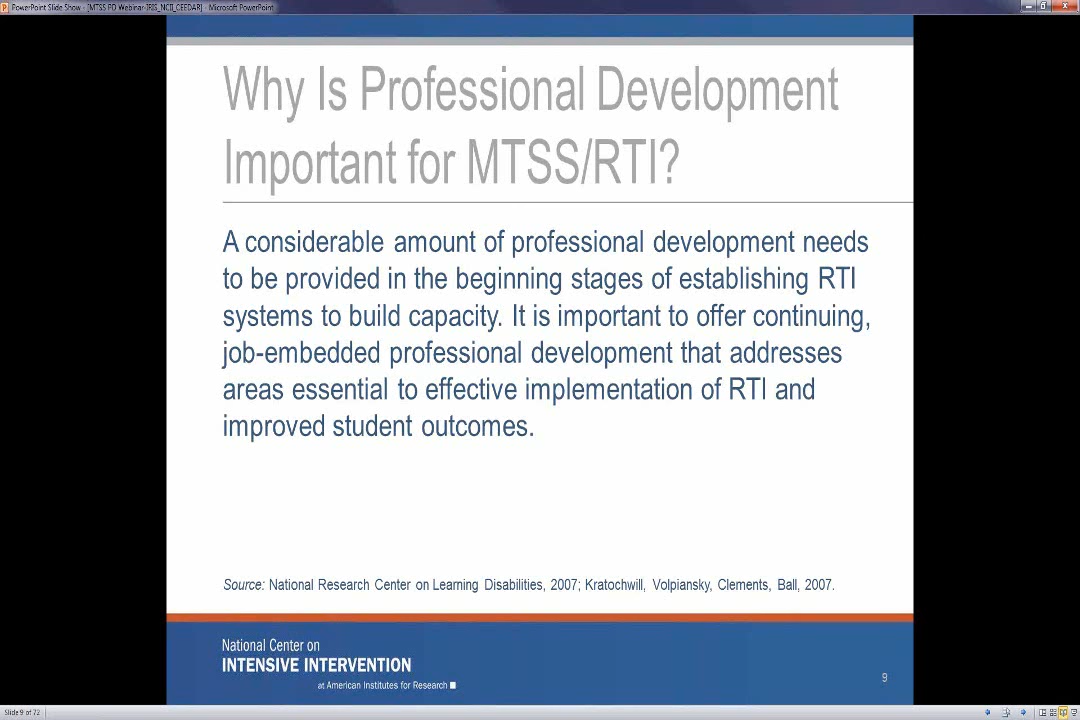 PowerPoint Slide Show - [MTSS PD Webinar-IRIS_NCII_CEEDAR] - Microsoft PowerPoint
Why Is Professional Development
Important for MTSS/RTI?
A considerable amount of professional development needs
to be provided in the beginning stages of establishing RTI
systems to build capacity. It is important to offer continuing,
job-embedded professional development that addresses
areas essential to effective implementation of RTI and
improved student outcomes.
Source: National Research Center on Learning Disabilities, 2007; Kratochwill, Volpiansky, Clements, Ball, 2007.
National Center on
INTENSIVE INTERVENTION
at American Institutes for Research
9
Slide 9 of 72